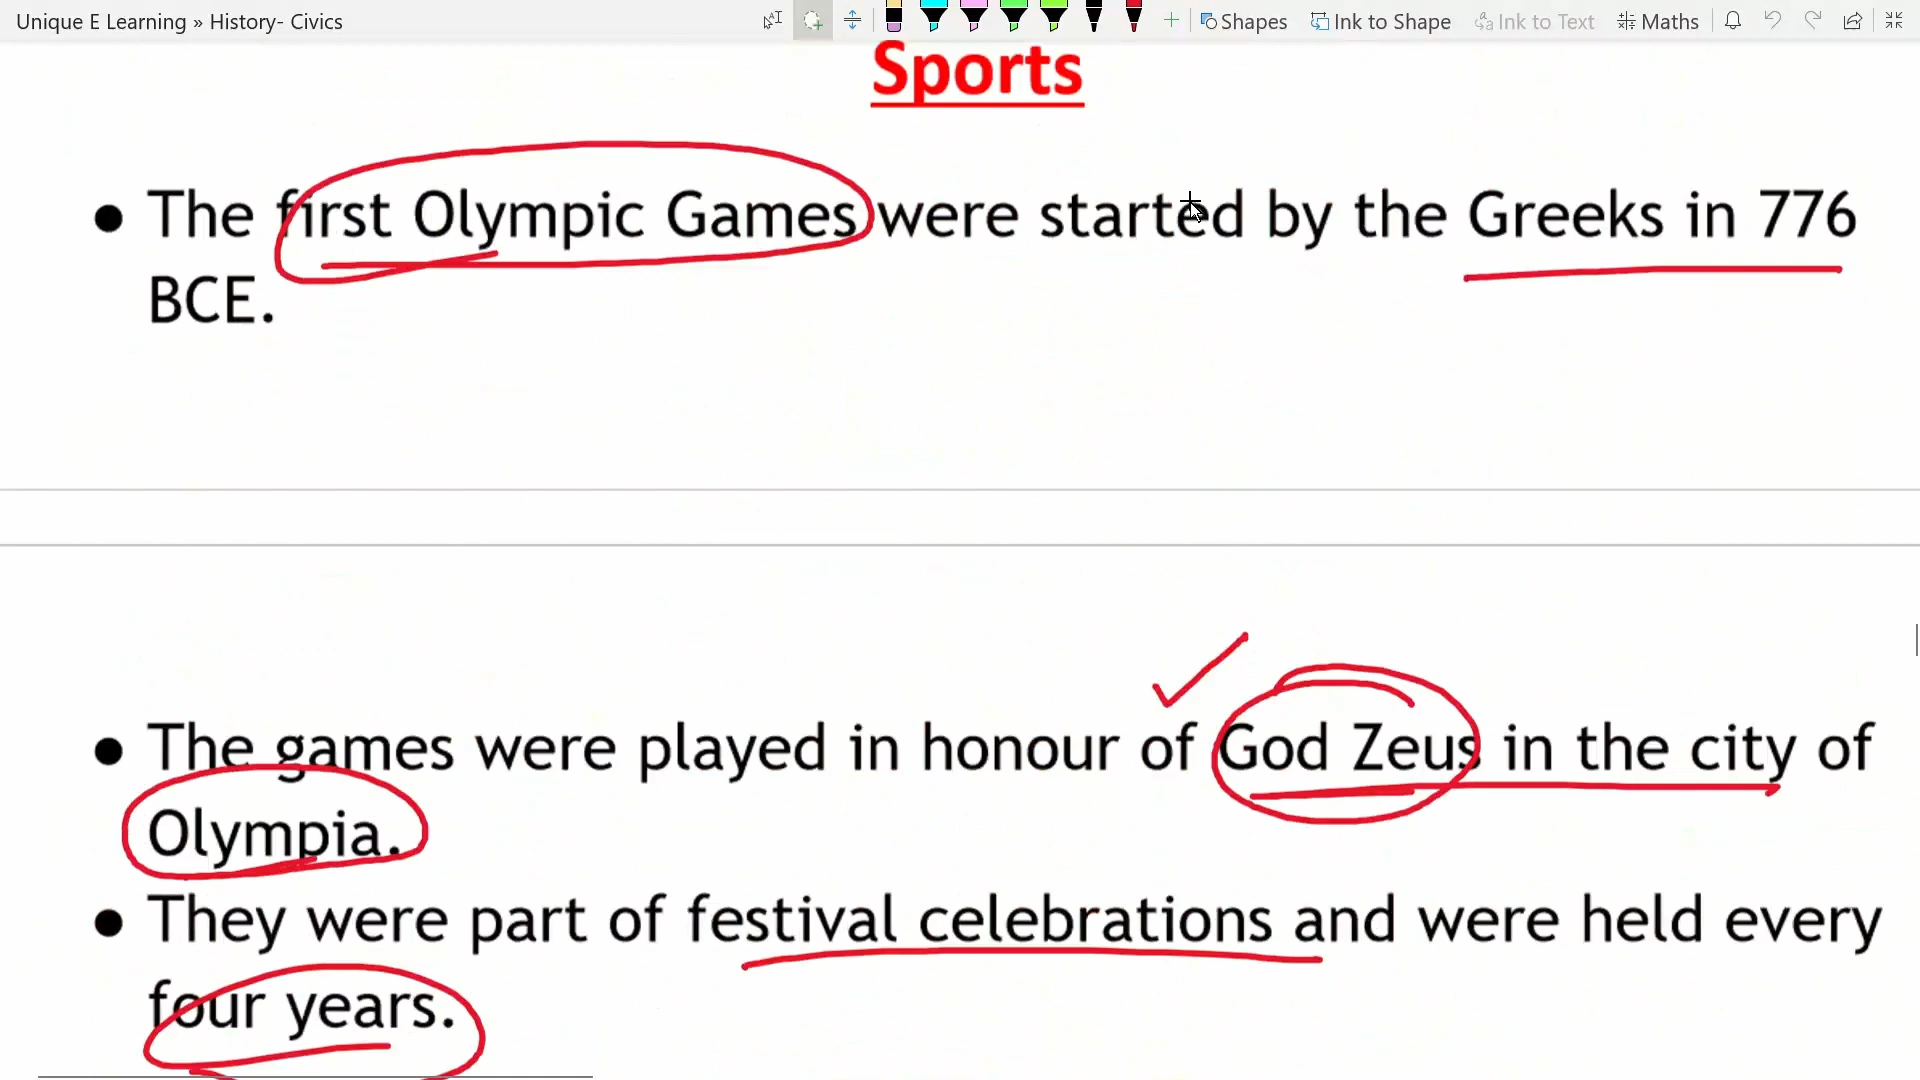 Unique E Learning » History- Civics
Shapes Ink to Shape Ink to Text Maths
Sports
● The first Olympic Games were started by the Greeks in 776
BCE.
● The games were played in honour of God Zeus in the city of
Olympia.
● They were part of festival celebrations and were held every
four years.